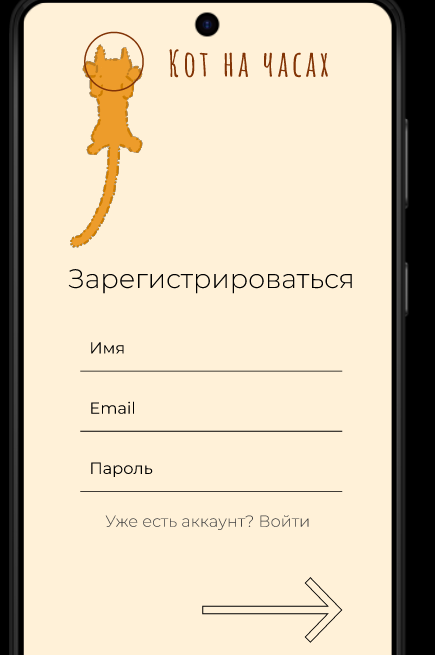 Кот на часах
Зарегистрироваться
Имя
Email
Пароль
Уже есть аккаунт? Войти